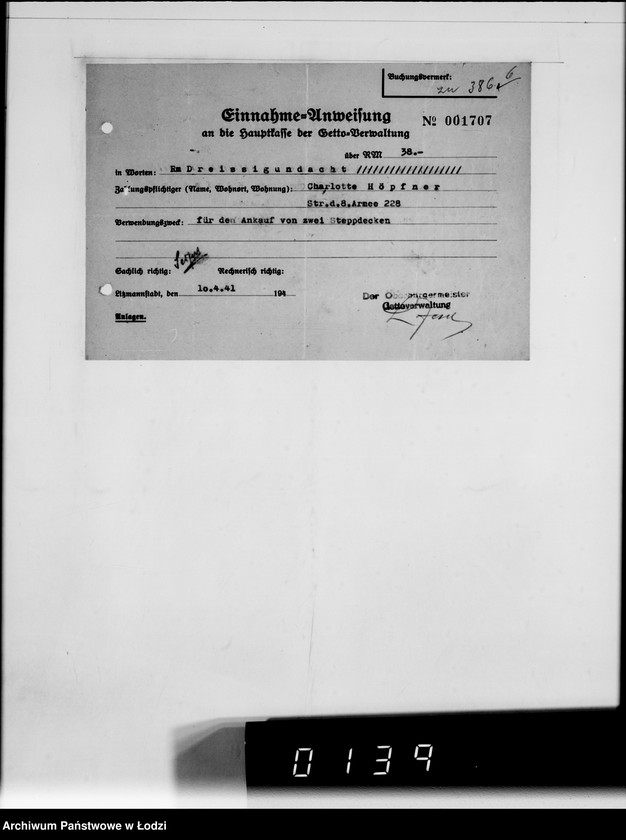 Buchungsvermerk:
zu 386
6
Einnahme-Anweisung
an die Hauptkasse der Getto-Verwaltung
№ 001707
über RM 38.-
in Worten: Rm Dreissigundacht //////////////////
Zahlungspflichtiger (Name, Wohnort, Wohnung): Charlotte Höpfner
Str.d.8.Armee 228
Verwendungszweck: für den Ankauf von zwei Steppdecken
Sachlich richtig: Rechnerisch richtig:
Litzmannstadt, den 10.4.41 194
Der Oberbürgermeister
Gettoverwaltung
Anlagen.
0139
Archiwum Państwowe w Łodzi